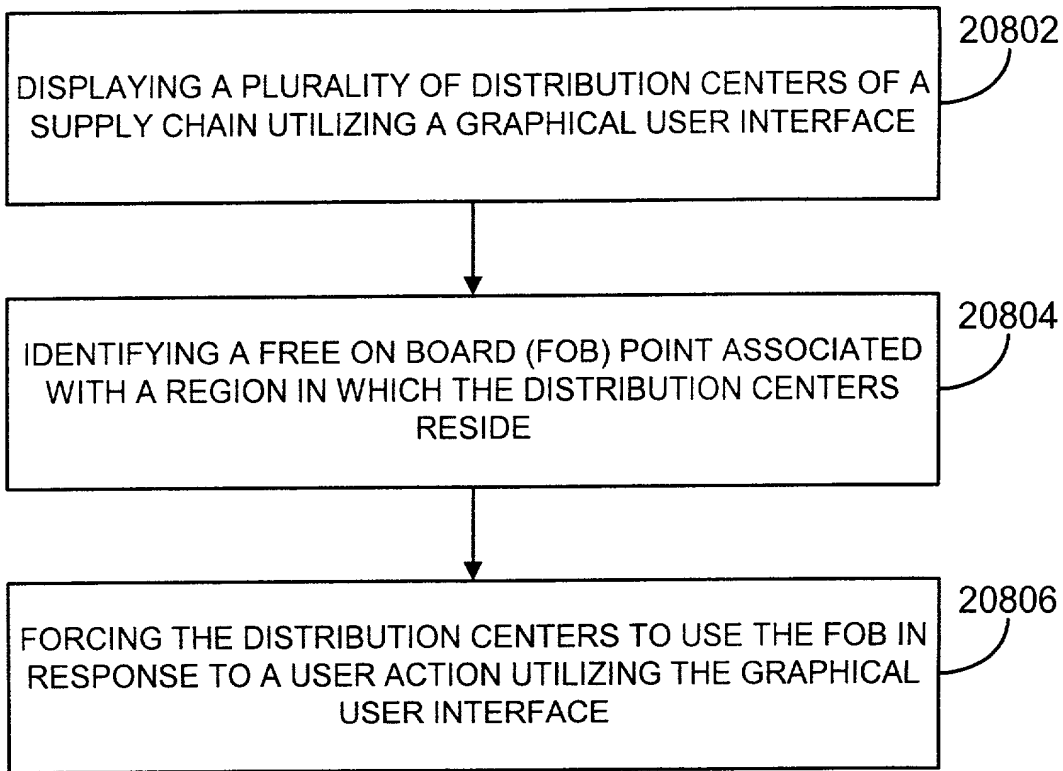 20802
DISPLAYING A PLURALITY OF DISTRIBUTION CENTERS OF A
SUPPLY CHAIN UTILIZING A GRAPHICAL USER INTERFACE
20804
IDENTIFYING A FREE ON BOARD (FOB) POINT ASSOCIATED
WITH A REGION IN WHICH THE DISTRIBUTION CENTERS
RESIDE
20806
FORCING THE DISTRIBUTION CENTERS TO USE THE FOB IN
RESPONSE TO A USER ACTION UTILIZING THE GRAPHICAL
USER INTERFACE